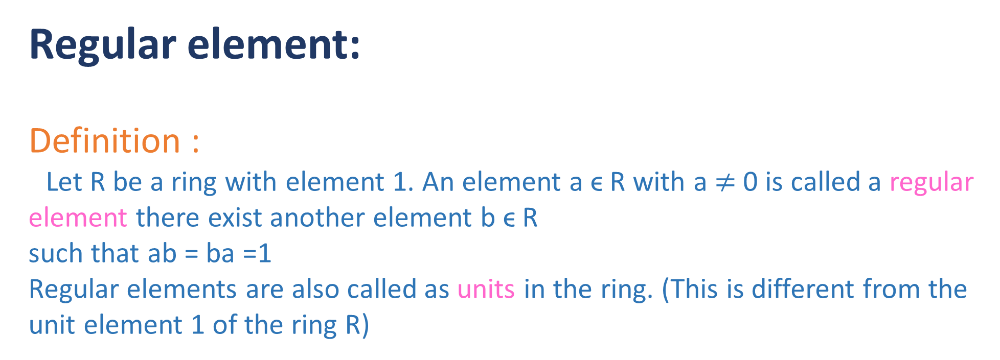 Regular element:
Definition :
Let R be a ring with element 1. An element a ϵ R with a ≠ 0 is called a regular
element there exist another element b ϵ R
such that ab = ba =1
Regular elements are also called as units in the ring. (This is different from the
unit element 1 of the ring R)